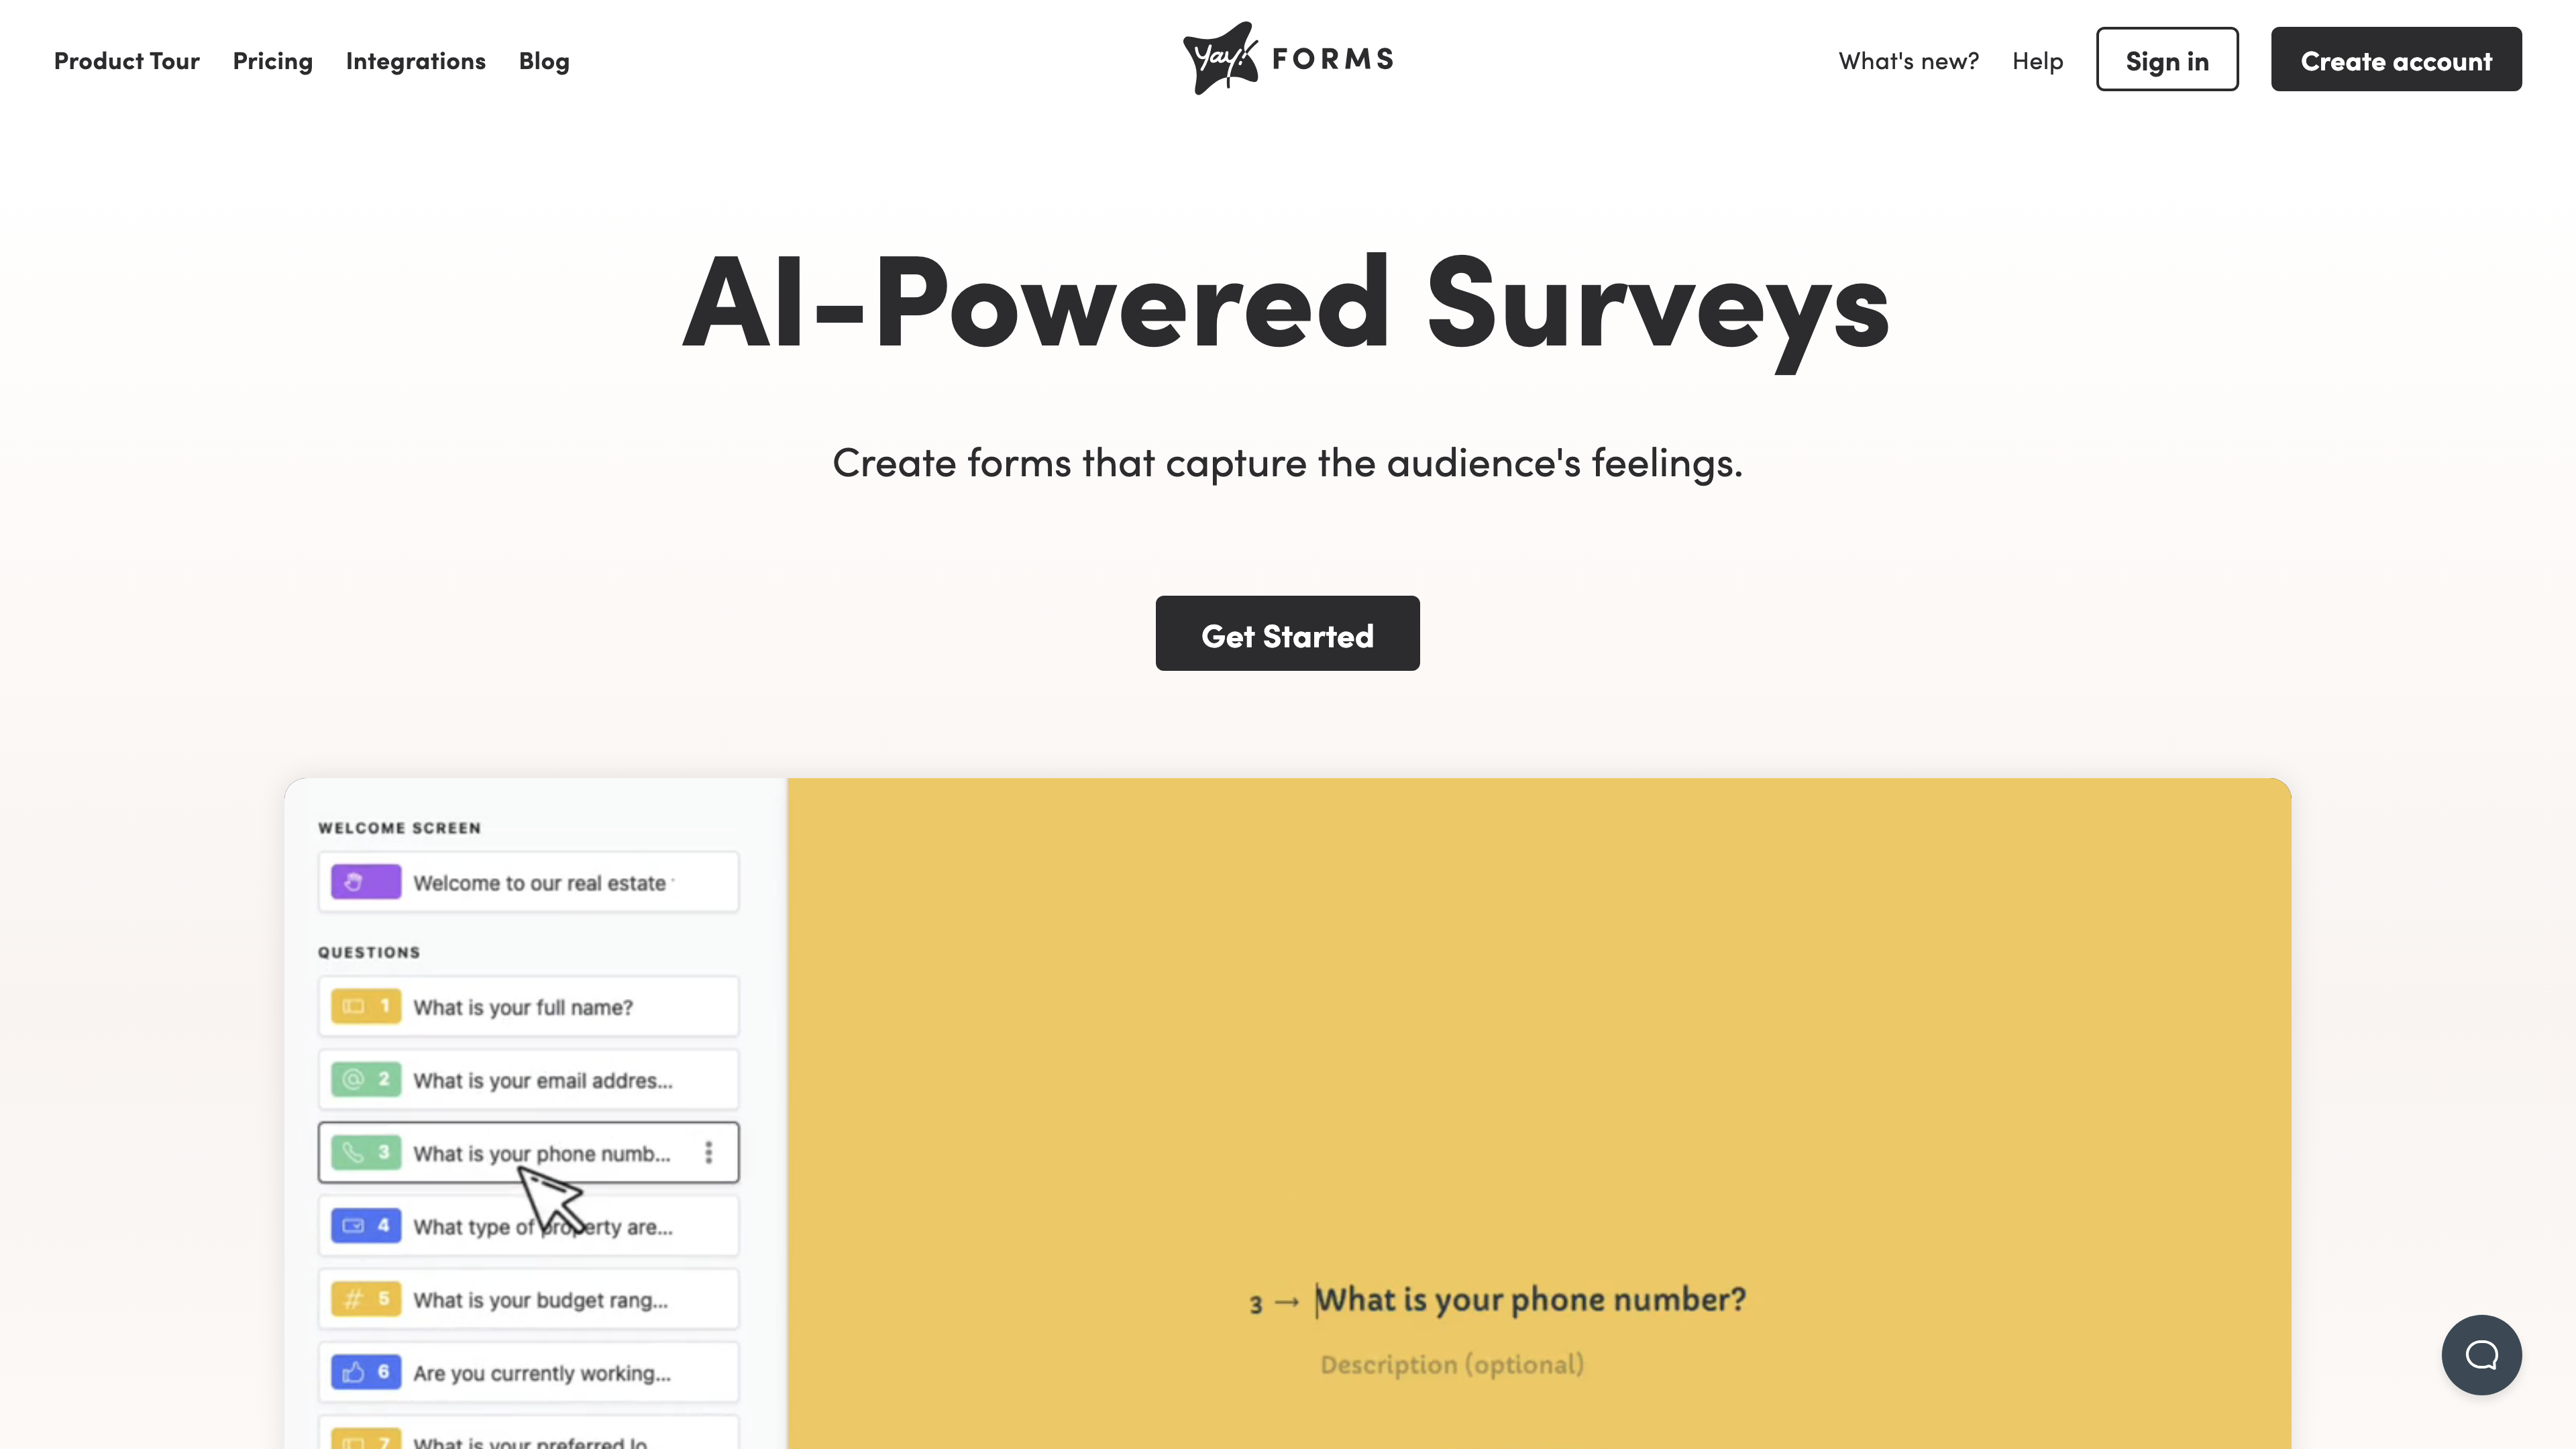 Product Tour Pricing Integrations Blog
Yay! FORMS
What's new? Help Sign in Create account
AI-Powered Surveys
Create forms that capture the audience's feelings.
Get Started
WELCOME SCREEN
Welcome to our real estate
QUESTIONS
1 What is your full name?
2 What is your email addres...
3 What is your phone numb...
4 What type of property are...
5 What is your budget rang...
6 Are you currently working...
7 What is your preferred lo...
3 → What is your phone number?
Description (optional)